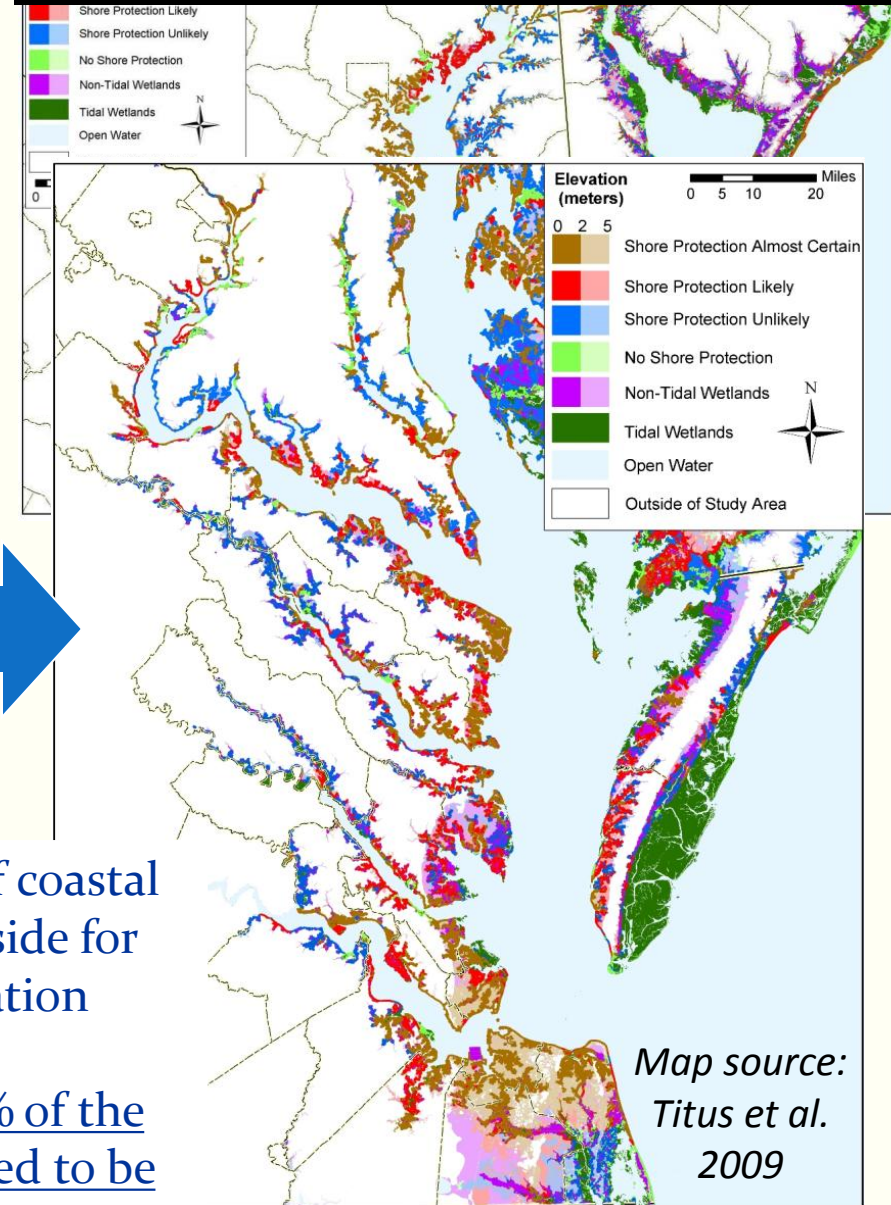 Shore Protection Likely
Shore Protection Unlikely
No Shore Protection
Non-Tidal Wetlands
Tidal Wetlands
Open Water
N
0
Elevation
(meters)
0 2 5
Miles
0 5 10 20
Shore Protection Almost Certain
Shore Protection Likely
Shore Protection Unlikely
No Shore Protection
Non-Tidal Wetlands
Tidal Wetlands
Open Water
Outside of Study Area
N
coastal
side for
ation
% of the
ed to be
Map source:
Titus et al.
2009